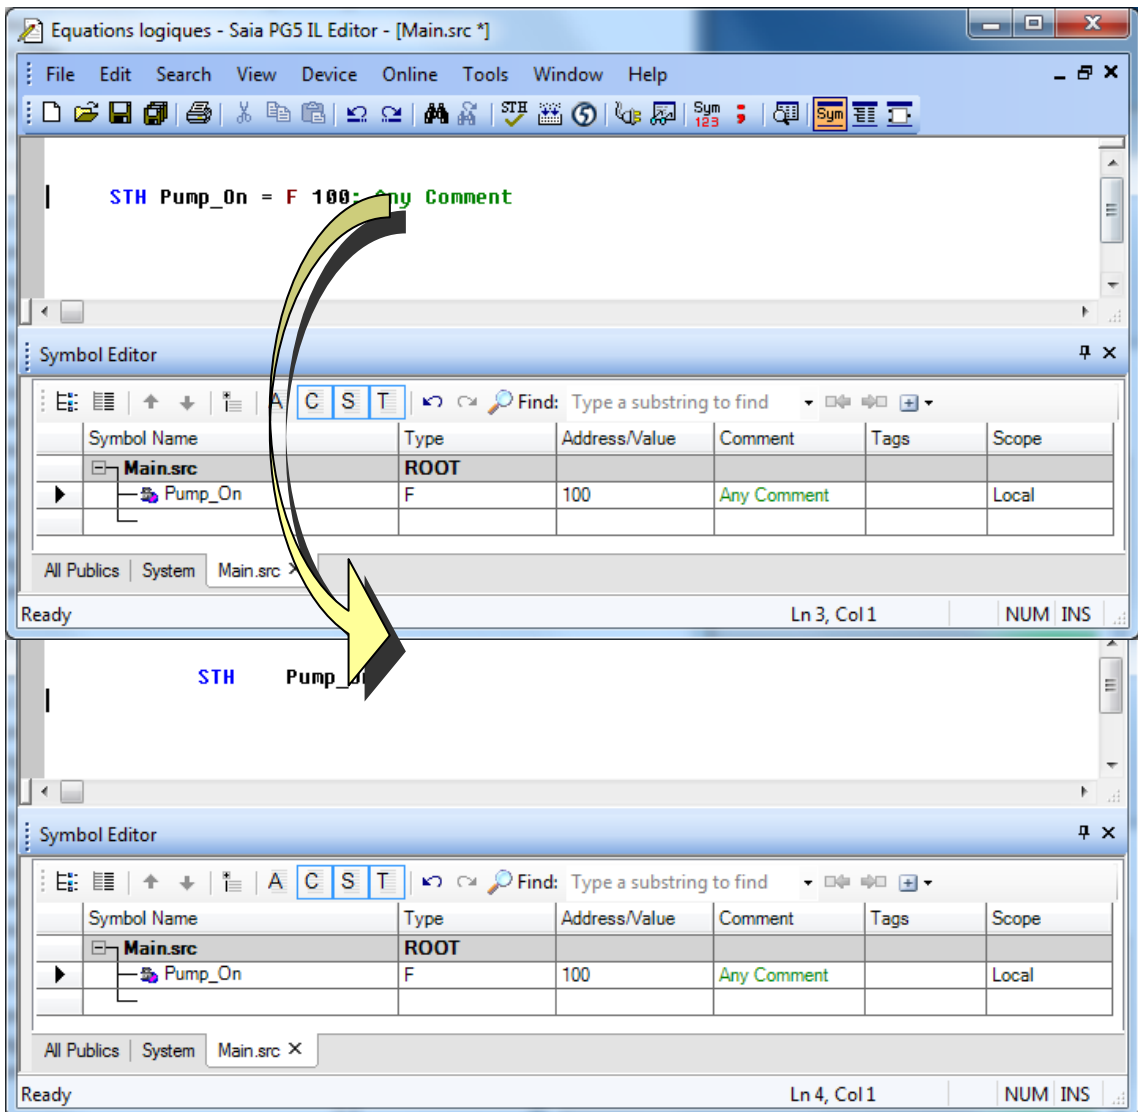 Equations logiques - Saia PG5 IL Editor - [Main.src *]
File Edit Search View Device Online Tools Window Help
STH Sym 123 ; Sym
STH Pump_On = F 100; Any Comment
Symbol Editor
A C S T Find: Type a substring to find
Symbol Name Type Address/Value Comment Tags Scope
Main.src ROOT
Pump_On F 100 Any Comment Local
All Publics System Main.src
Ready Ln 3, Col 1 NUM INS
STH Pump_On
Symbol Editor
A C S T Find: Type a substring to find
Symbol Name Type Address/Value Comment Tags Scope
Main.src ROOT
Pump_On F 100 Any Comment Local
All Publics System Main.src
Ready Ln 4, Col 1 NUM INS